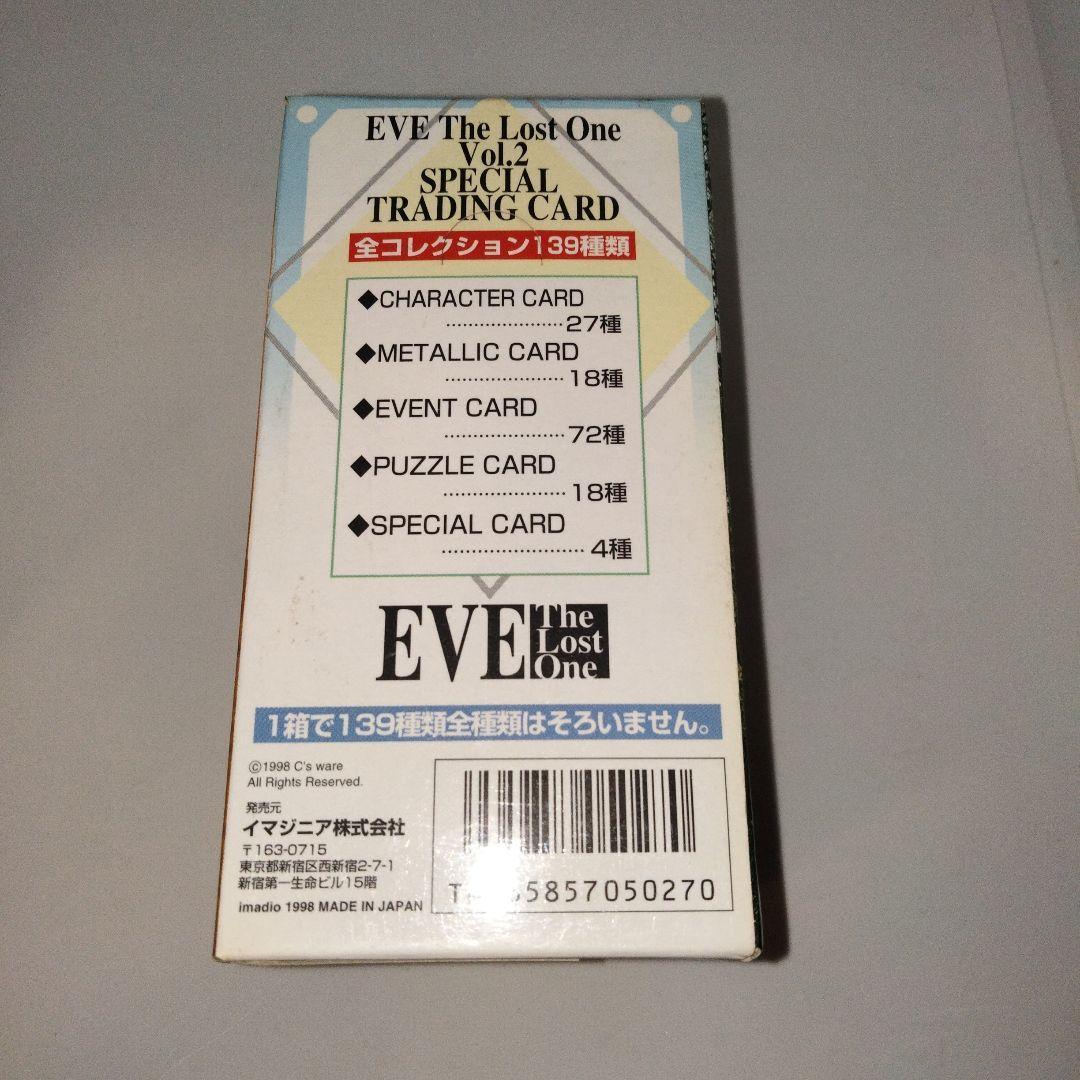 EVE The Lost One
Vol.2
SPECIAL
TRADING CARD
全コレクション139種類
◆CHARACTER CARD
…………………27種
◆METALLIC CARD
…………………18種
◆EVENT CARD
…………………72種
◆PUZZLE CARD
…………………18種
◆SPECIAL CARD
…………………4種
EVE The Lost One
1箱で139種類全種類はそろいません。
©1998 C's ware
All Rights Reserved.
発売元
イマジニア株式会社
〒163-0715
東京都新宿区西新宿2-7-1
新宿第一生命ビル15階
imadio 1998 MADE IN JAPAN
5857050270